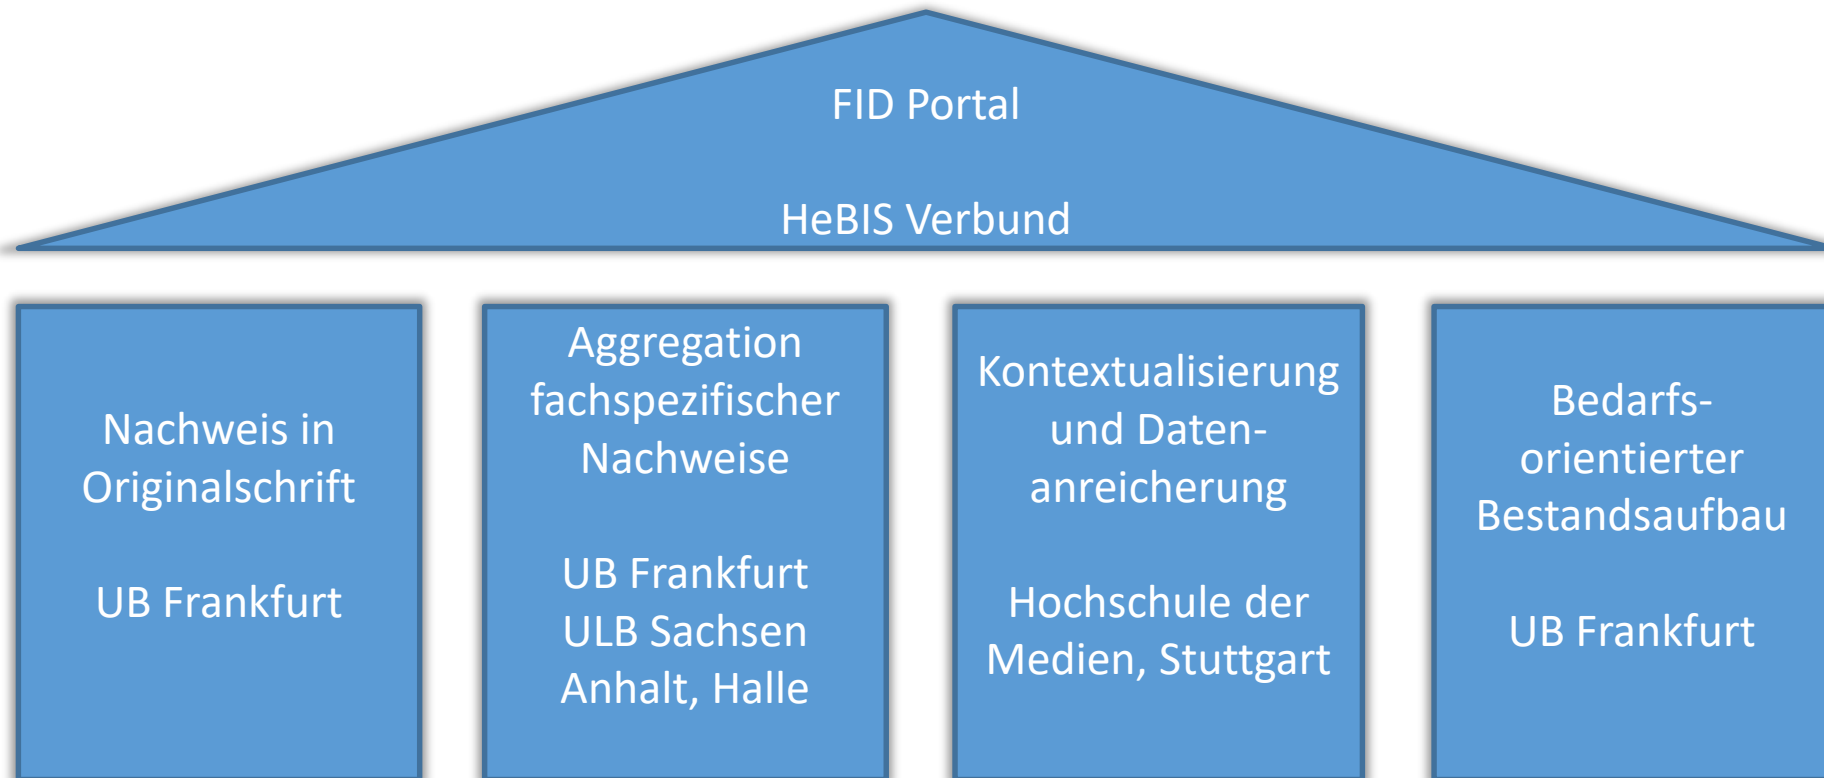 FID Portal
HeBIS Verbund
Nachweis in
Originalschrift
UB Frankfurt
Aggregation
fachspezifischer
Nachweise
UB Frankfurt
ULB Sachsen
Anhalt, Halle
Kontextualisierung
und Daten-
anreicherung
Hochschule der
Medien, Stuttgart
Bedarfs-
orientierter
Bestandsaufbau
UB Frankfurt